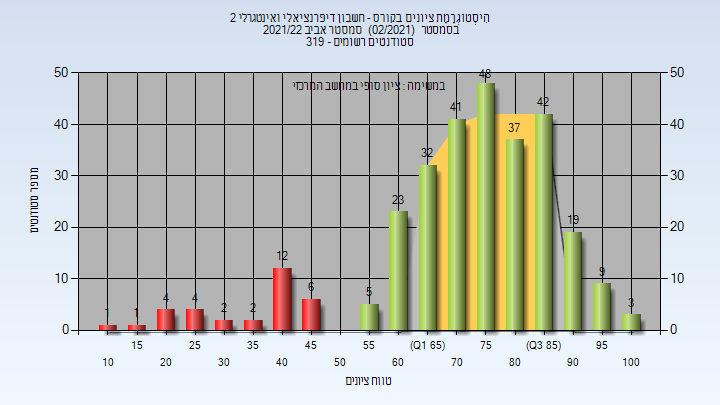 היסטוגרמת ציונים בקורס - חשבון דיפרנציאלי ואינטגרלי 2
בסמסטר (02/2021) סמסטר אביב 2021/22
סטודנטים רשומים - 319
במשימה : ציון סופי במחשב המרכזי
50 50
40 40
30 30
20 20
10 10
0 0
מספר סטודנטים
1 1 4 4 2 2 12 6 5 23 32 41 48 37 42 19 9 3
15 25 35 45 55 (Q1 65) 75 (Q3 85) 95
10 20 30 40 50 60 70 80 90 100
טווח ציונים